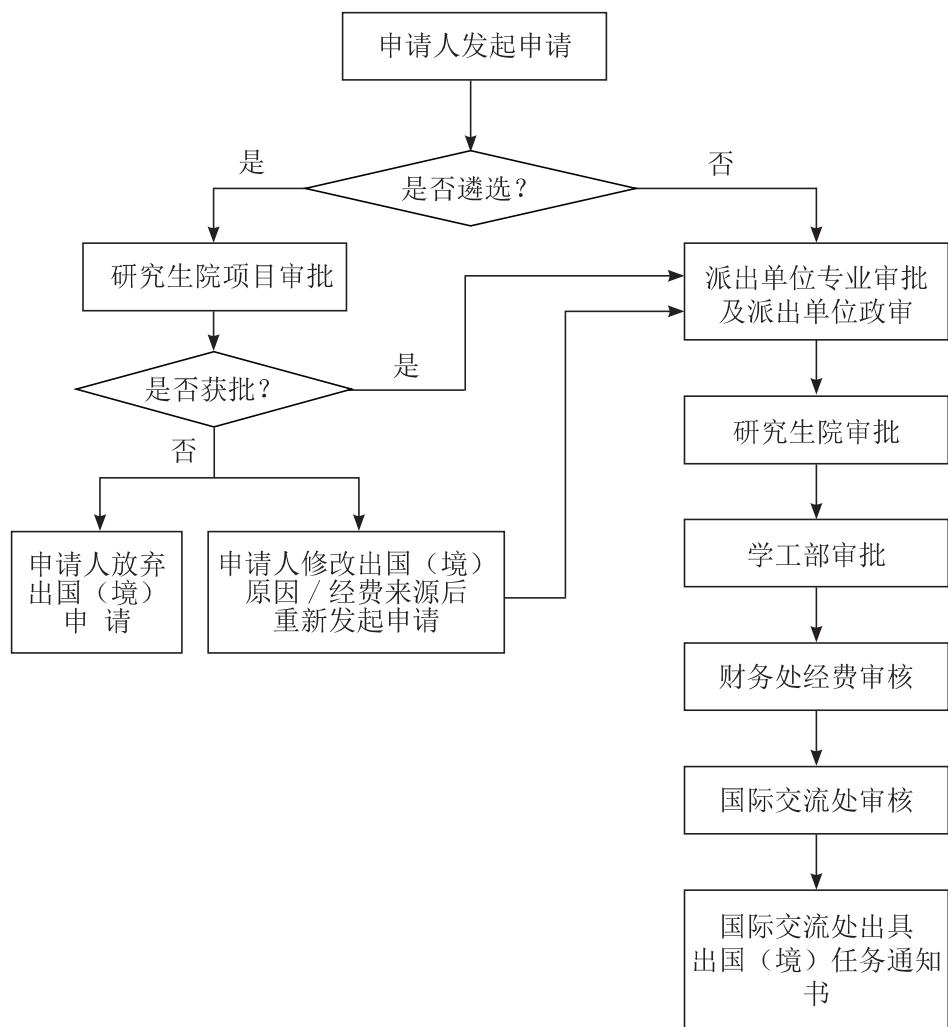 申请人发起申请
是
否
是否遴选?
研究生院项目审批
派出单位专业审批
及派出单位政审
是
是否获批?
否
研究生院审批
申请人放弃
出国（境）
申 请
申请人修改出国（境）
原因/经费来源后
重新发起申请
学工部审批
财务处经费审核
国际交流处审核
国际交流处出具
出国（境）任务通知
书